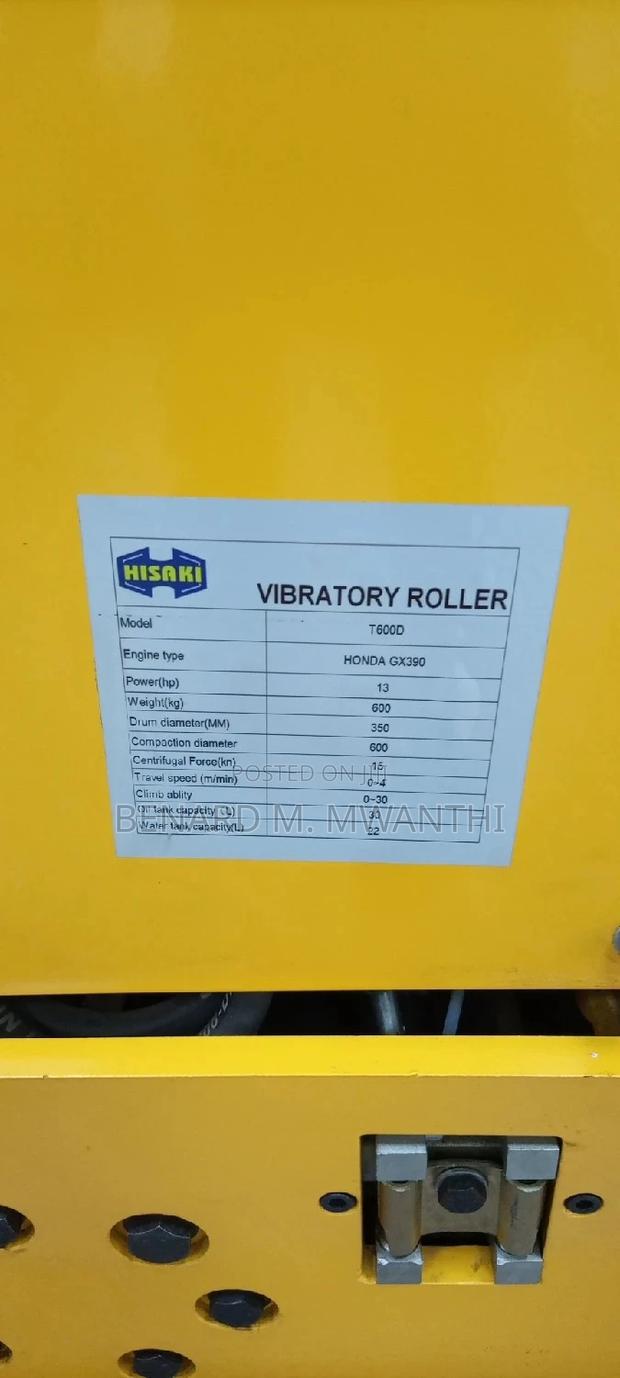 HISAKI
VIBRATORY ROLLER
Model T600D
Engine type HONDA GX390
Power(hp) 13
Weight(kg) 600
Drum diameter(MM) 350
Compaction diameter 600
Centrifugal Force(kn) 15
Travel speed (m/min) 0~4
POSTED ON JIJI
Climb ablity 0~30
Oil tank capacity (L) 30
BENARD M. MWANTHI
Water tank capacity(L) 22